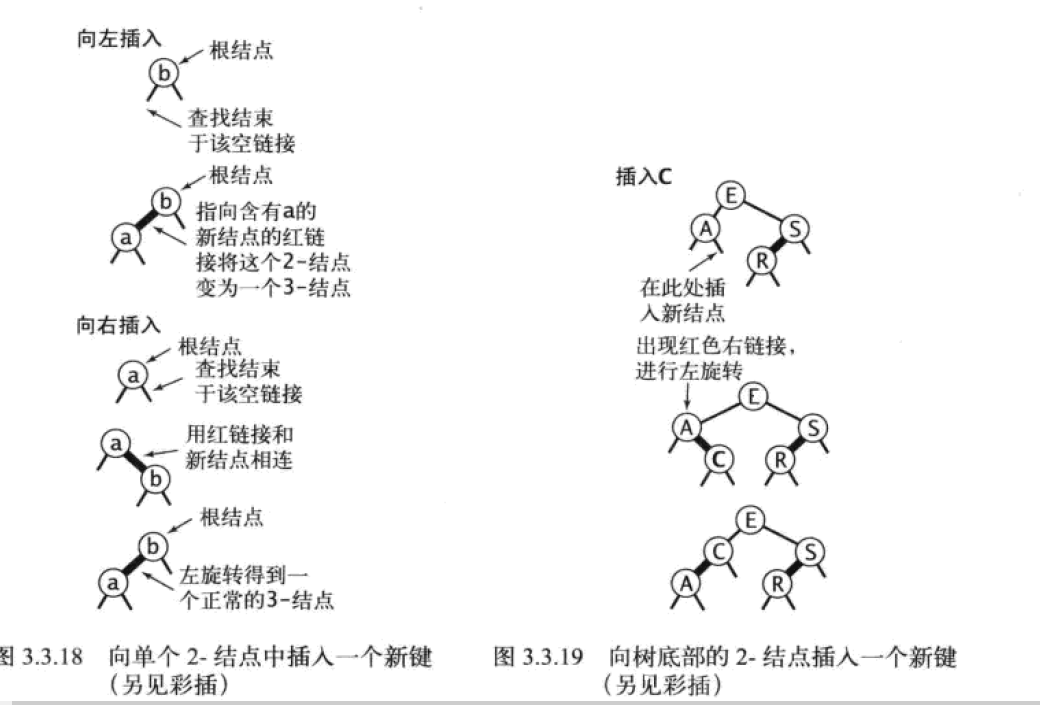 向左插入
根结点
b
查找结束
于该空链接
根结点
b
a
指向含有a的
新结点的红链
接将这个2-结点
变为一个3-结点
向右插入
根结点
a
查找结束
于该空链接
a
用红链接和
新结点相连
b
根结点
b
a
左旋转得到一
个正常的3-结点
图 3.3.18 向单个 2- 结点中插入一个新键
(另见彩插)
插入C
E
A
S
R
在此处插
入新结点
出现红色右链接,
进行左旋转
E
A
S
C
R
E
C
S
A
R
图 3.3.19 向树底部的 2- 结点插入一个新键
(另见彩插)